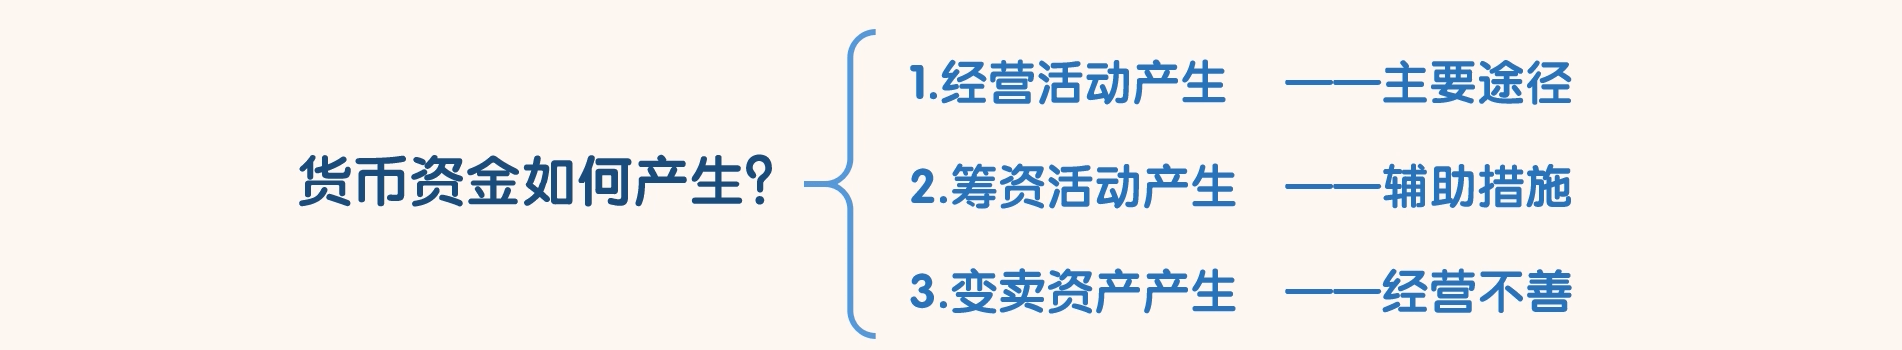 货币资金如何产生？
1.经营活动产生 ——主要途径
2.筹资活动产生 ——辅助措施
3.变卖资产产生 ——经营不善